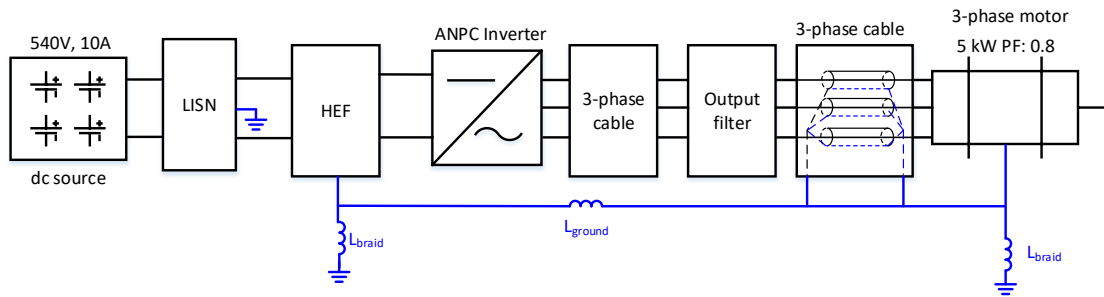 540V, 10A
dc source
LISN
HEF
ANPC Inverter
3-phase
cable
Output
filter
3-phase cable
3-phase motor
5 kW PF: 0.8
Lbraid
Lground
Lbraid